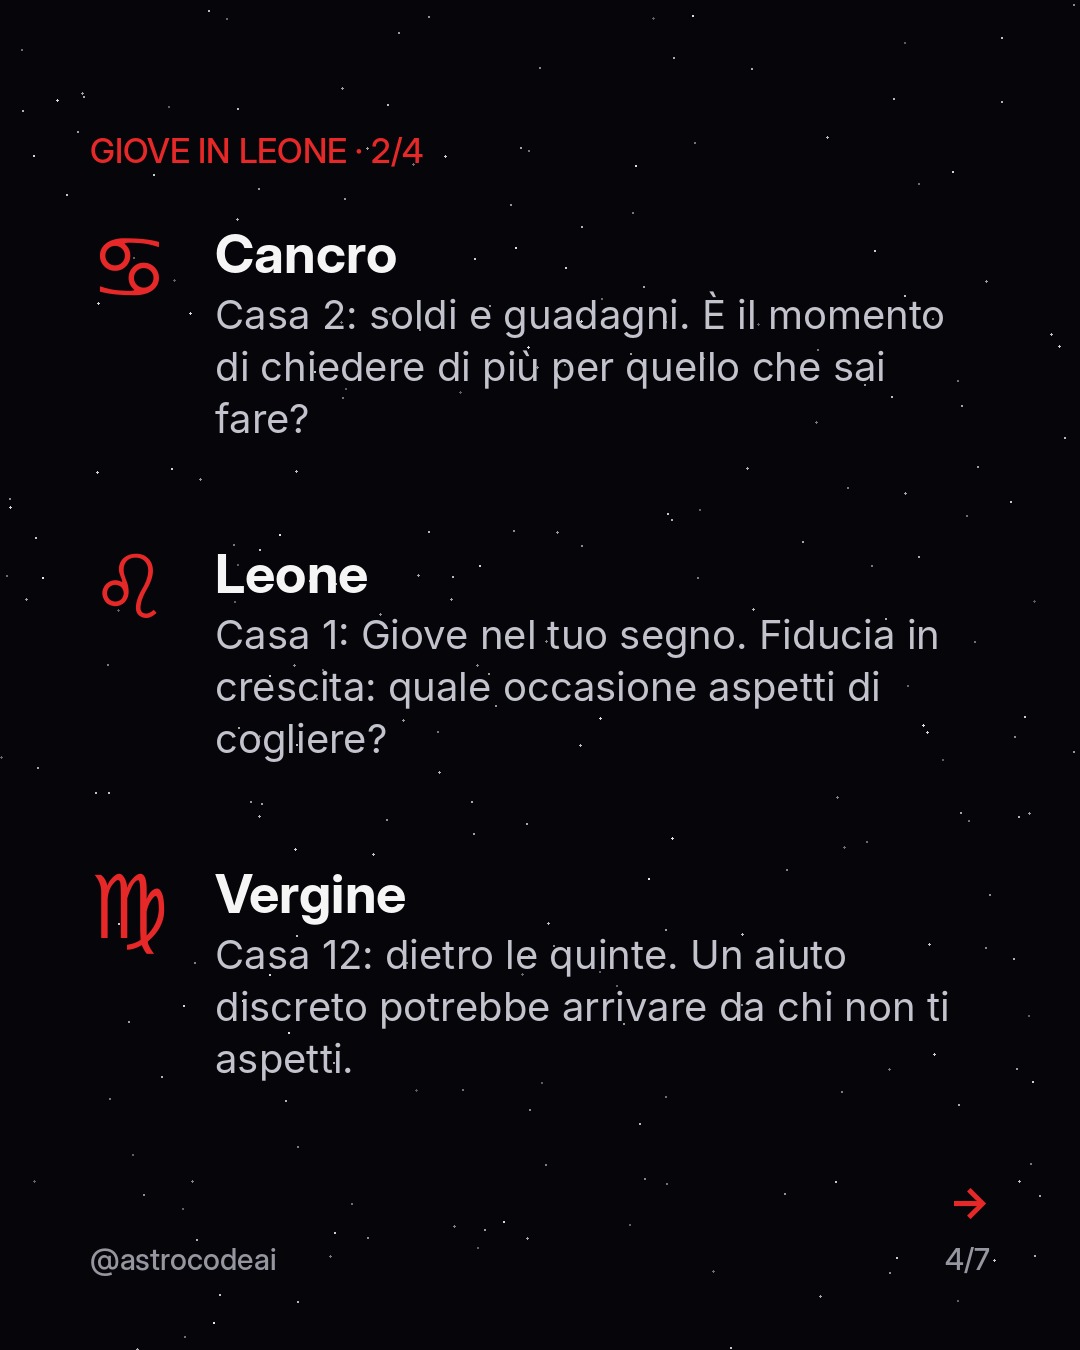 GIOVE IN LEONE · 2/4
♋ Cancro
Casa 2: soldi e guadagni. È il momento
di chiedere di più per quello che sai
fare?
♌ Leone
Casa 1: Giove nel tuo segno. Fiducia in
crescita: quale occasione aspetti di
cogliere?
♍ Vergine
Casa 12: dietro le quinte. Un aiuto
discreto potrebbe arrivare da chi non ti
aspetti.
→
@astrocodeai
4/7